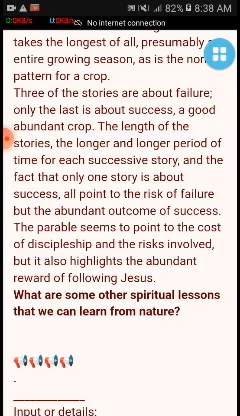 0:0KB/s U:0KB/s No internet connection 82% 8:38 AM
takes the longest of all, presumably
entire growing season, as is the
pattern for a crop.
Three of the stories are about failure;
only the last is about success, a good
abundant crop. The length of the
stories, the longer and longer period of
time for each successive story, and the
fact that only one story is about
success, all point to the risk of failure
but the abundant outcome of success.
The parable seems to point to the cost
of discipleship and the risks involved,
but it also highlights the abundant
reward of following Jesus.
What are some other spiritual lessons
that we can learn from nature?
.
_____________
Input or details: